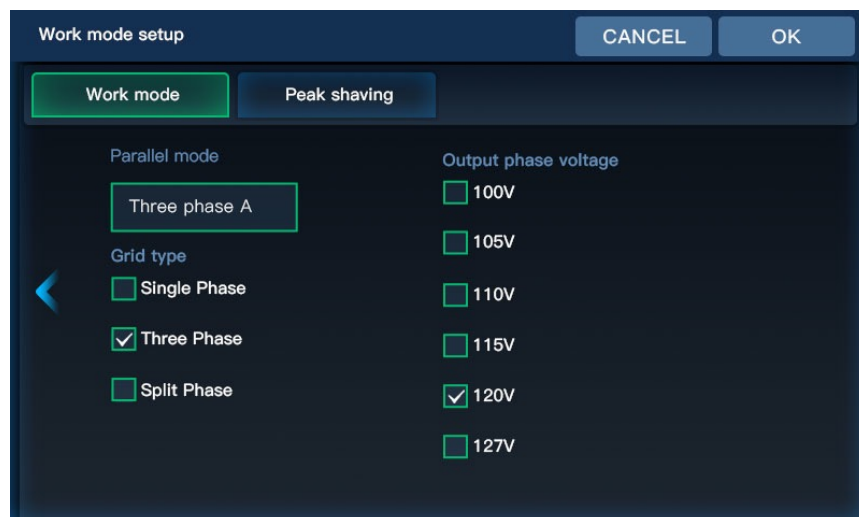 Work mode setup
CANCEL
OK
Work mode
Peak shaving
Parallel mode
Three phase A
Grid type
Single Phase
Three Phase
Split Phase
Output phase voltage
100V
105V
110V
115V
120V
127V